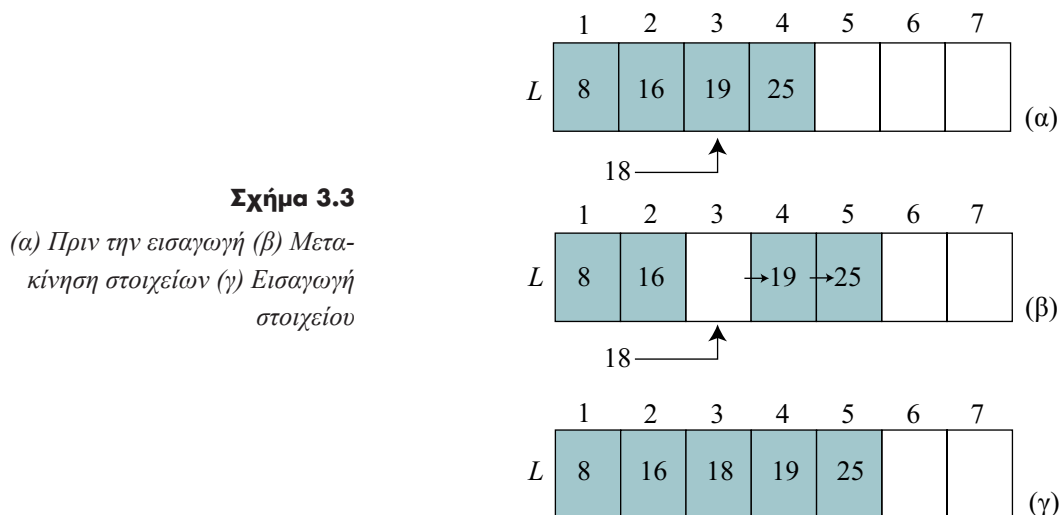 1 2 3 4 5 6 7
L 8 16 19 25
(α)
18
Σχήμα 3.3
(α) Πριν την εισαγωγή (β) Μετα-
κίνηση στοιχείων (γ) Εισαγωγή
στοιχείου
1 2 3 4 5 6 7
L 8 16 19 25
(β)
18
1 2 3 4 5 6 7
L 8 16 18 19 25
(γ)